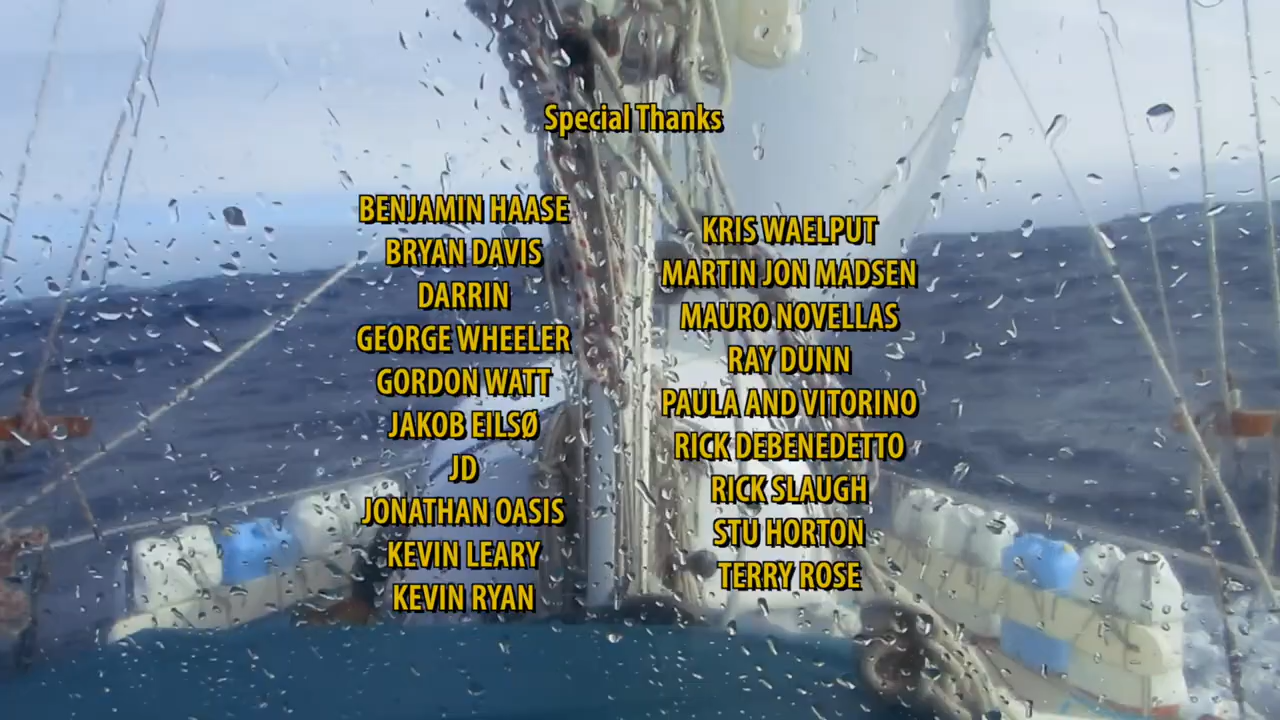 Special Thanks
BENJAMIN HAASE
BRYAN DAVIS
DARRIN
GEORGE WHEELER
GORDON WATT
JAKOB EILSØ
JD
JONATHAN OASIS
KEVIN LEARY
KEVIN RYAN
KRIS WAELPUT
MARTIN JON MADSEN
MAURO NOVELLAS
RAY DUNN
PAULA AND VITORINO
RICK DEBENEDETTO
RICK SLAUGH
STU HORTON
TERRY ROSE